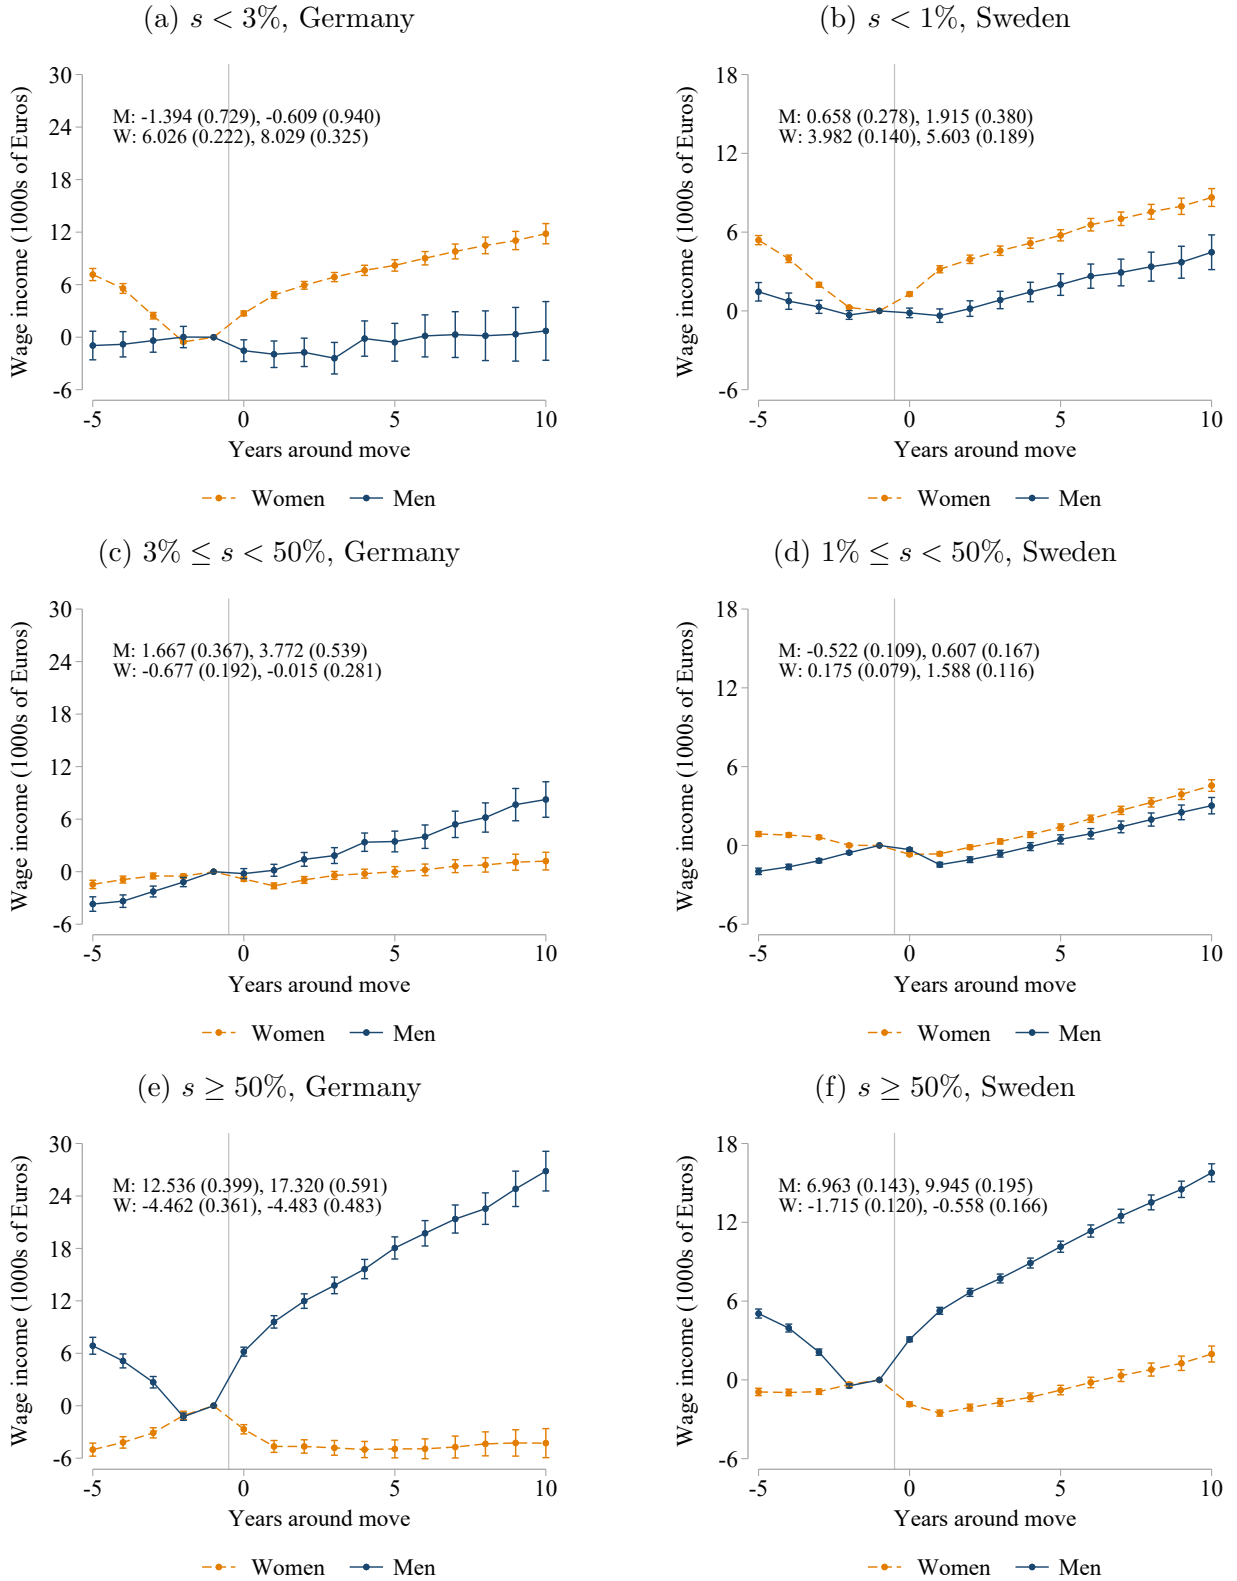 (a) s < 3%, Germany
Wage income (1000s of Euros)
30
24
18
12
6
0
-6
M: -1.394 (0.729), -0.609 (0.940)
W: 6.026 (0.222), 8.029 (0.325)
-5 0 5 10
Years around move
Women Men
(b) s < 1%, Sweden
Wage income (1000s of Euros)
18
12
6
0
-6
M: 0.658 (0.278), 1.915 (0.380)
W: 3.982 (0.140), 5.603 (0.189)
-5 0 5 10
Years around move
Women Men
(c) 3% ≤ s < 50%, Germany
Wage income (1000s of Euros)
30
24
18
12
6
0
-6
M: 1.667 (0.367), 3.772 (0.539)
W: -0.677 (0.192), -0.015 (0.281)
-5 0 5 10
Years around move
Women Men
(d) 1% ≤ s < 50%, Sweden
Wage income (1000s of Euros)
18
12
6
0
-6
M: -0.522 (0.109), 0.607 (0.167)
W: 0.175 (0.079), 1.588 (0.116)
-5 0 5 10
Years around move
Women Men
(e) s ≥ 50%, Germany
Wage income (1000s of Euros)
30
24
18
12
6
0
-6
M: 12.536 (0.399), 17.320 (0.591)
W: -4.462 (0.361), -4.483 (0.483)
-5 0 5 10
Years around move
Women Men
(f) s ≥ 50%, Sweden
Wage income (1000s of Euros)
18
12
6
0
-6
M: 6.963 (0.143), 9.945 (0.195)
W: -1.715 (0.120), -0.558 (0.166)
-5 0 5 10
Years around move
Women Men